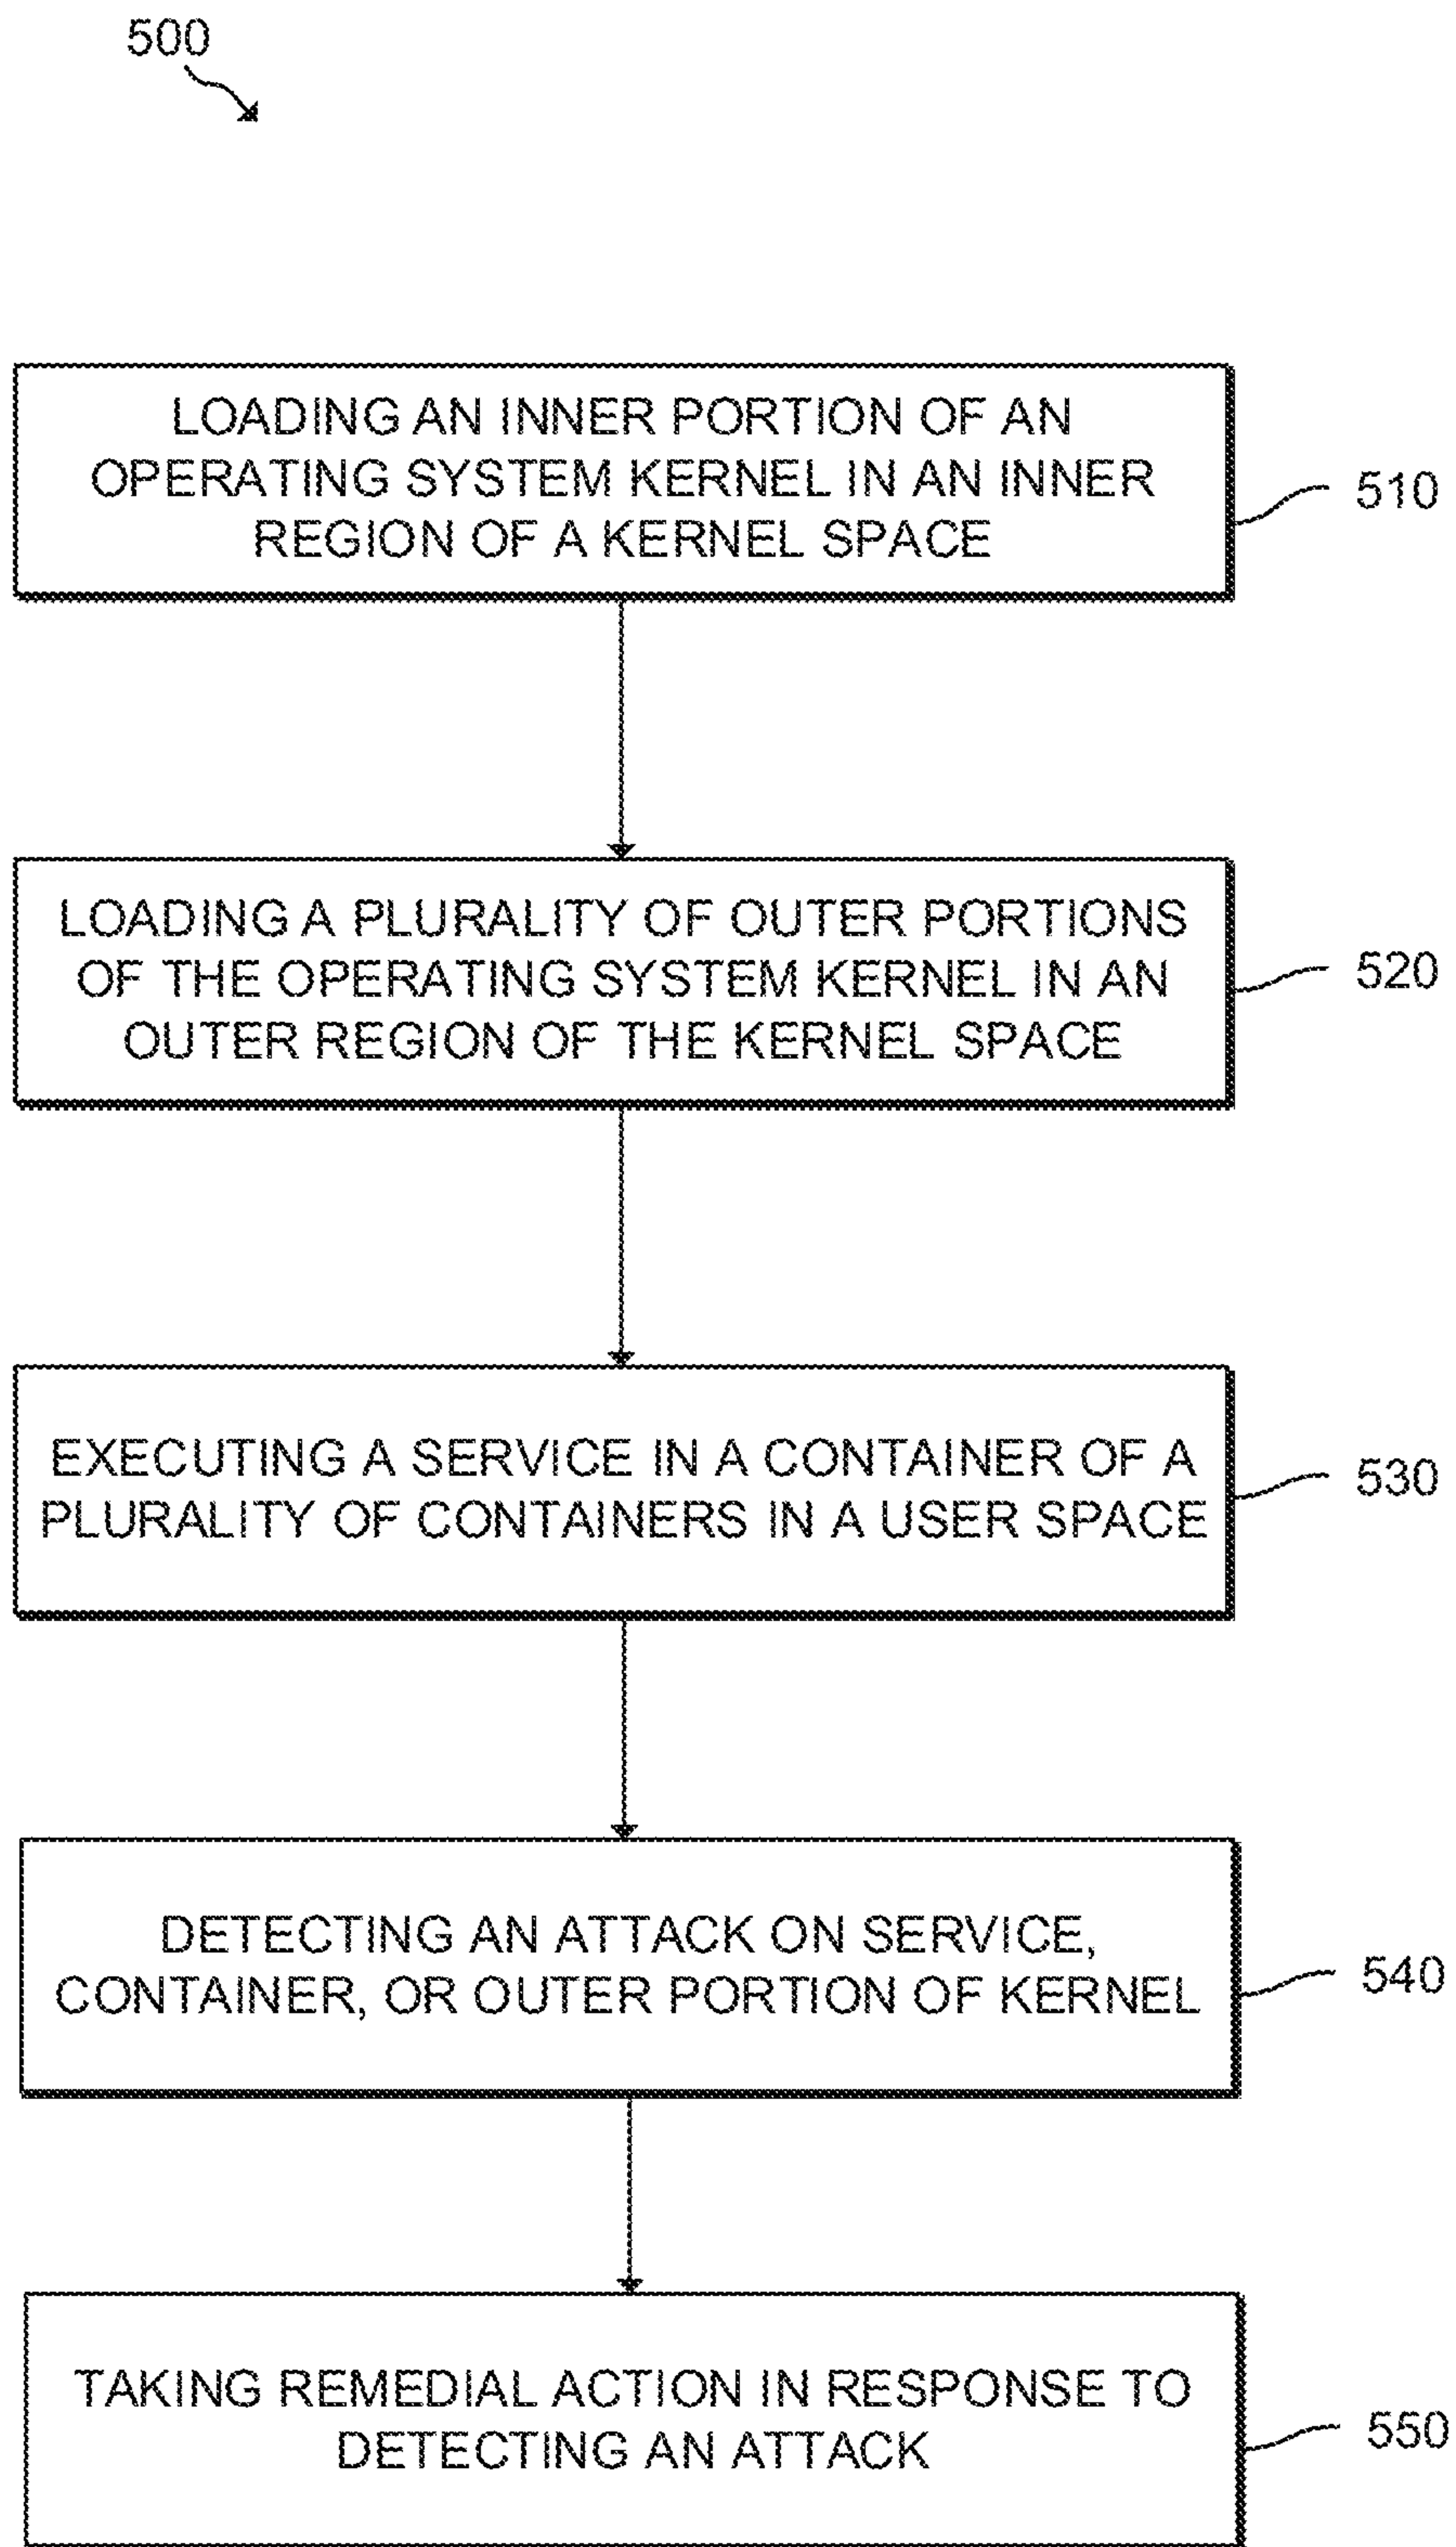 500
LOADING AN INNER PORTION OF AN
OPERATING SYSTEM KERNEL IN AN INNER
REGION OF A KERNEL SPACE
510
LOADING A PLURALITY OF OUTER PORTIONS
OF THE OPERATING SYSTEM KERNEL IN AN
OUTER REGION OF THE KERNEL SPACE
520
EXECUTING A SERVICE IN A CONTAINER OF A
PLURALITY OF CONTAINERS IN A USER SPACE
530
DETECTING AN ATTACK ON SERVICE,
CONTAINER, OR OUTER PORTION OF KERNEL
540
TAKING REMEDIAL ACTION IN RESPONSE TO
DETECTING AN ATTACK
550